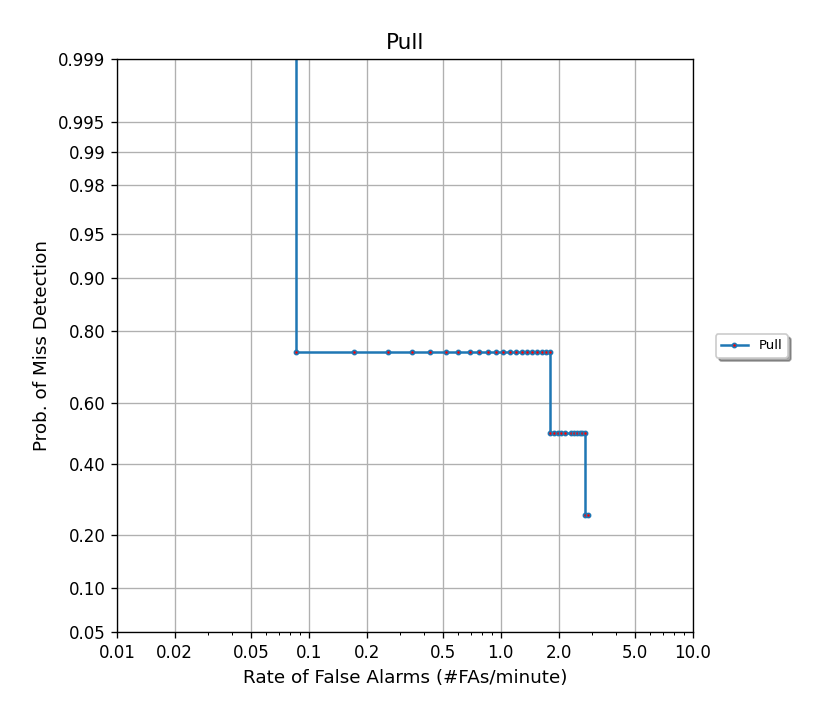 Pull
0.999
0.995
0.99
0.98
0.95
0.90
0.80
0.60
0.40
0.20
0.10
0.05
Prob. of Miss Detection
0.01 0.02 0.05 0.1 0.2 0.5 1.0 2.0 5.0 10.0
Rate of False Alarms (#FAs/minute)
Pull